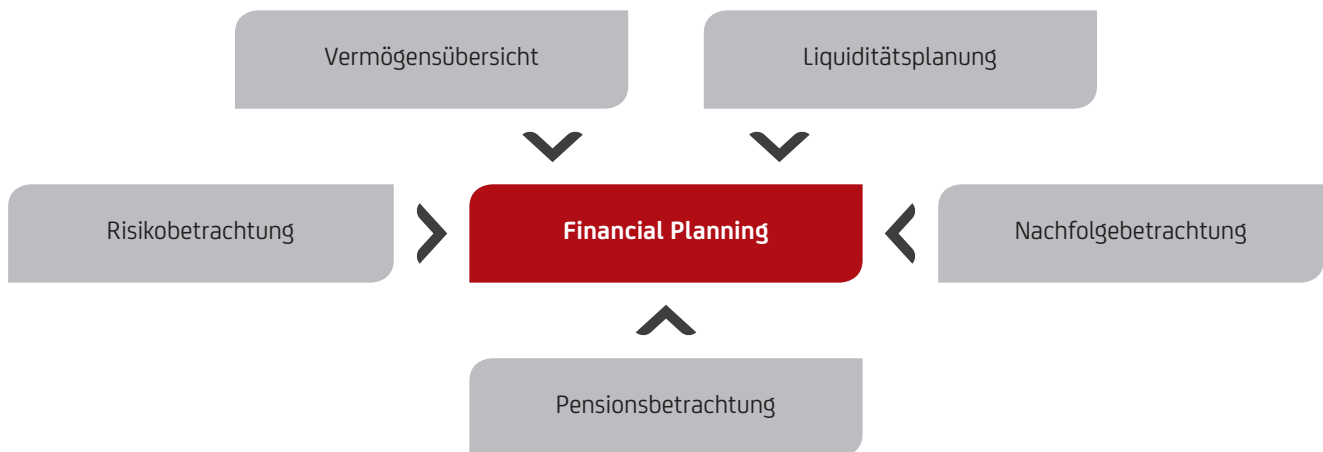 Vermögensübersicht
Liquiditätsplanung
Risikobetrachtung
Financial Planning
Nachfolgebetrachtung
Pensionsbetrachtung